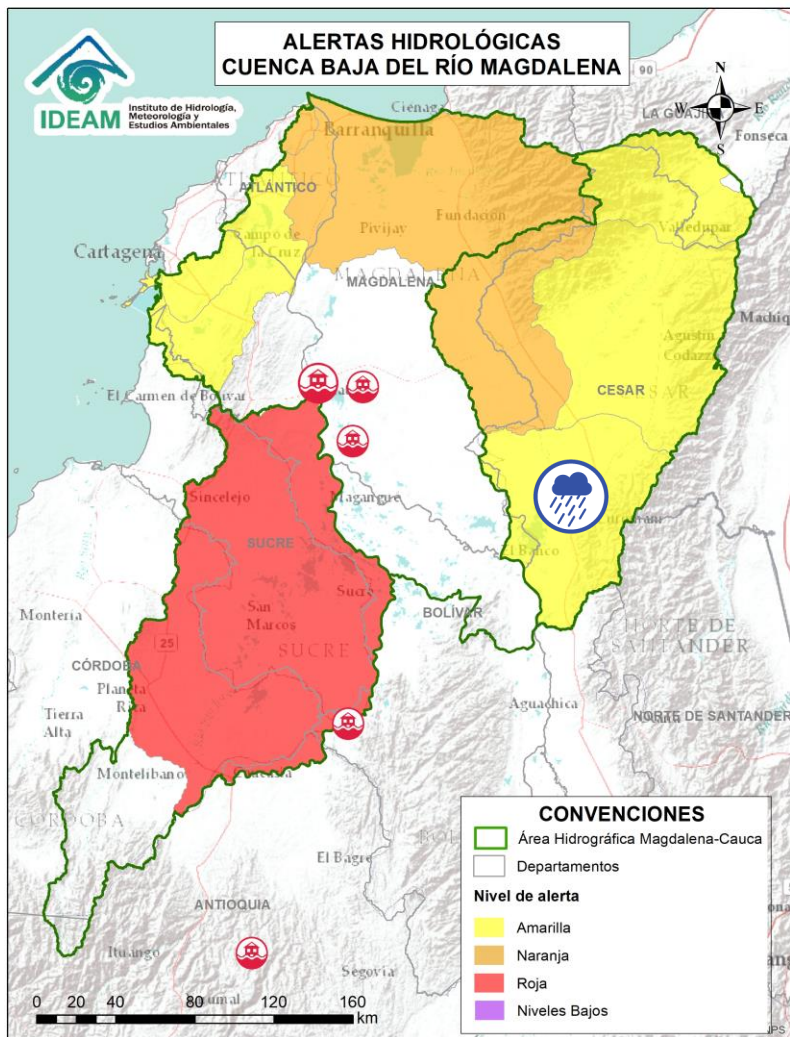 ALERTAS HIDROLÓGICAS
CUENCA BAJA DEL RÍO MAGDALENA
IDEAM
Instituto de Hidrología,
Meteorología y
Estudios Ambientales
N
W
E
S
90
Ciénaga
LA GUAJIRA
Fonseca
Barranquilla
ATLÁNTICO
Valledupar
Fundación
Pivijay
Campo de
la Cruz
Cartagena
MAGDALENA
MAGDALENA
Agustín
Codazzi
CESAR
El Carmen de Bolívar
Magangué
Sincelejo
SUCRE
El Banco
Sucre
BOLÍVAR
San
Marcos
SUCRE
Montería
25
CÓRDOBA
Planeta
Rica
Tierra
Alta
NORTE DE
SANTANDER
Aguachica
NORTE DE SANTANDER
Montelíbano
El Bagre
ANTIOQUIA
Ituango
Segovia
CONVENCIONES
Área Hidrográfica Magdalena-Cauca
Departamentos
Nivel de alerta
Amarilla
Naranja
Roja
Niveles Bajos
0 20 40 80 120 160
km